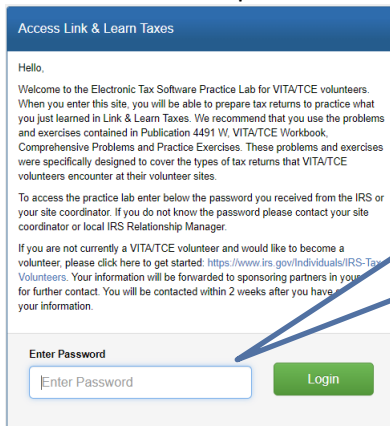 Access Link & Learn Taxes
Hello,
Welcome to the Electronic Tax Software Practice Lab for VITA/TCE volunteers.
When you enter this site, you will be able to prepare tax returns to practice what
you just learned in Link & Learn Taxes. We recommend that you use the problems
and exercises contained in Publication 4491 W, VITA/TCE Workbook,
Comprehensive Problems and Practice Exercises. These problems and exercises
were specifically designed to cover the types of tax returns that VITA/TCE
volunteers encounter at their volunteer sites.
To access the practice lab enter below the password you received from the IRS or
your site coordinator. If you do not know the password please contact your site
coordinator or local IRS Relationship Manager.
If you are not currently a VITA/TCE volunteer and would like to become a
volunteer, please click here to get started: https://www.irs.gov/Individuals/IRS-Tax-
Volunteers. Your information will be forwarded to sponsoring partners in
for further contact. You will be contacted within 2 weeks after you have
your information.
Enter Password
Enter Password
Login